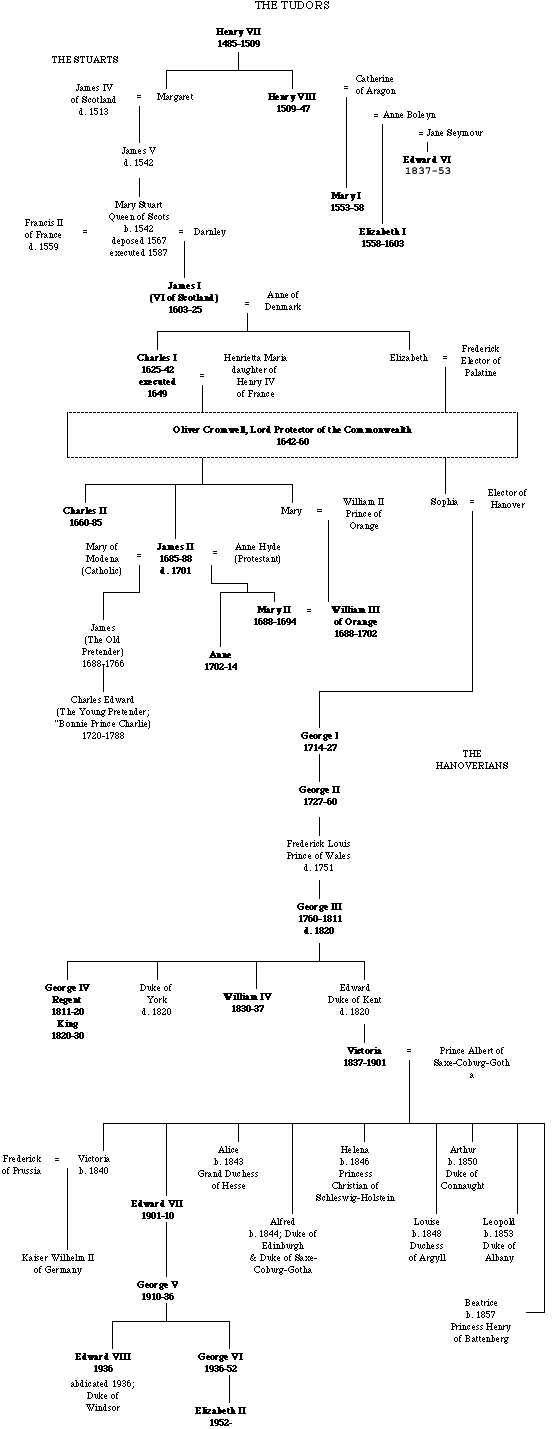 THE TUDORS
Henry VII
1485-1509
THE STUARTS
James IV
of Scotland
d. 1513
=
Margaret
Henry VIII
1509-47
=
Catherine
of Aragon
= Anne Boleyn
= Jane Seymour
Edward VI
1837-53
James V
d. 1542
Mary I
1553-58
Elizabeth I
1558-1603
Francis II
of France
d. 1559
=
Mary Stuart
Queen of Scots
b. 1542
deposed 1567
executed 1587
=
Darnley
James I
(VI of Scotland)
1603-25
=
Anne of
Denmark
Charles I
1625-42
executed
1649
=
Henrietta Maria
daughter of
Henry IV
of France
Elizabeth
=
Frederick
Elector of
Palatine
Oliver Cromwell, Lord Protector of the Commonwealth
1642-60
Charles II
1660-85
Mary
=
William II
Prince of
Orange
Sophia
=
Elector of
Hanover
Mary of
Modena
(Catholic)
=
James II
1685-88
d. 1701
=
Anne Hyde
(Protestant)
Mary II
1688-1694
=
William III
of Orange
1688-1702
James
(The Old
Pretender)
1688-1766
Anne
1702-14
Charles Edward
(The Young Pretender;
"Bonnie Prince Charlie)
1720-1788
George I
1714-27
THE
HANOVERIANS
George II
1727-60
Frederick Louis
Prince of Wales
d. 1751
George III
1760-1811
d. 1820
George IV
Regent
1811-20
King
1820-30
Duke of
York
d. 1820
William IV
1830-37
Edward
Duke of Kent
d. 1820
Victoria
1837-1901
=
Prince Albert of
Saxe-Coburg-Goth
a
Frederick
of Prussia
=
Victoria
b. 1840
Alice
b. 1843
Grand Duchess
of Hesse
Helena
b. 1846
Princess
Christian of
Schleswig-Holstein
Arthur
b. 1850
Duke of
Connaught
Edward VII
1901-10
Alfred
b. 1844; Duke of
Edinburgh
& Duke of Saxe-
Coburg-Gotha
Louise
b. 1848
Duchess
of Argyll
Leopold
b. 1853
Duke of
Albany
Kaiser Wilhelm II
of Germany
George V
1910-36
Beatrice
b. 1857
Princess Henry
of Battenberg
Edward VIII
1936
abdicated 1936;
Duke of
Windsor
George VI
1936-52
Elizabeth II
1952-